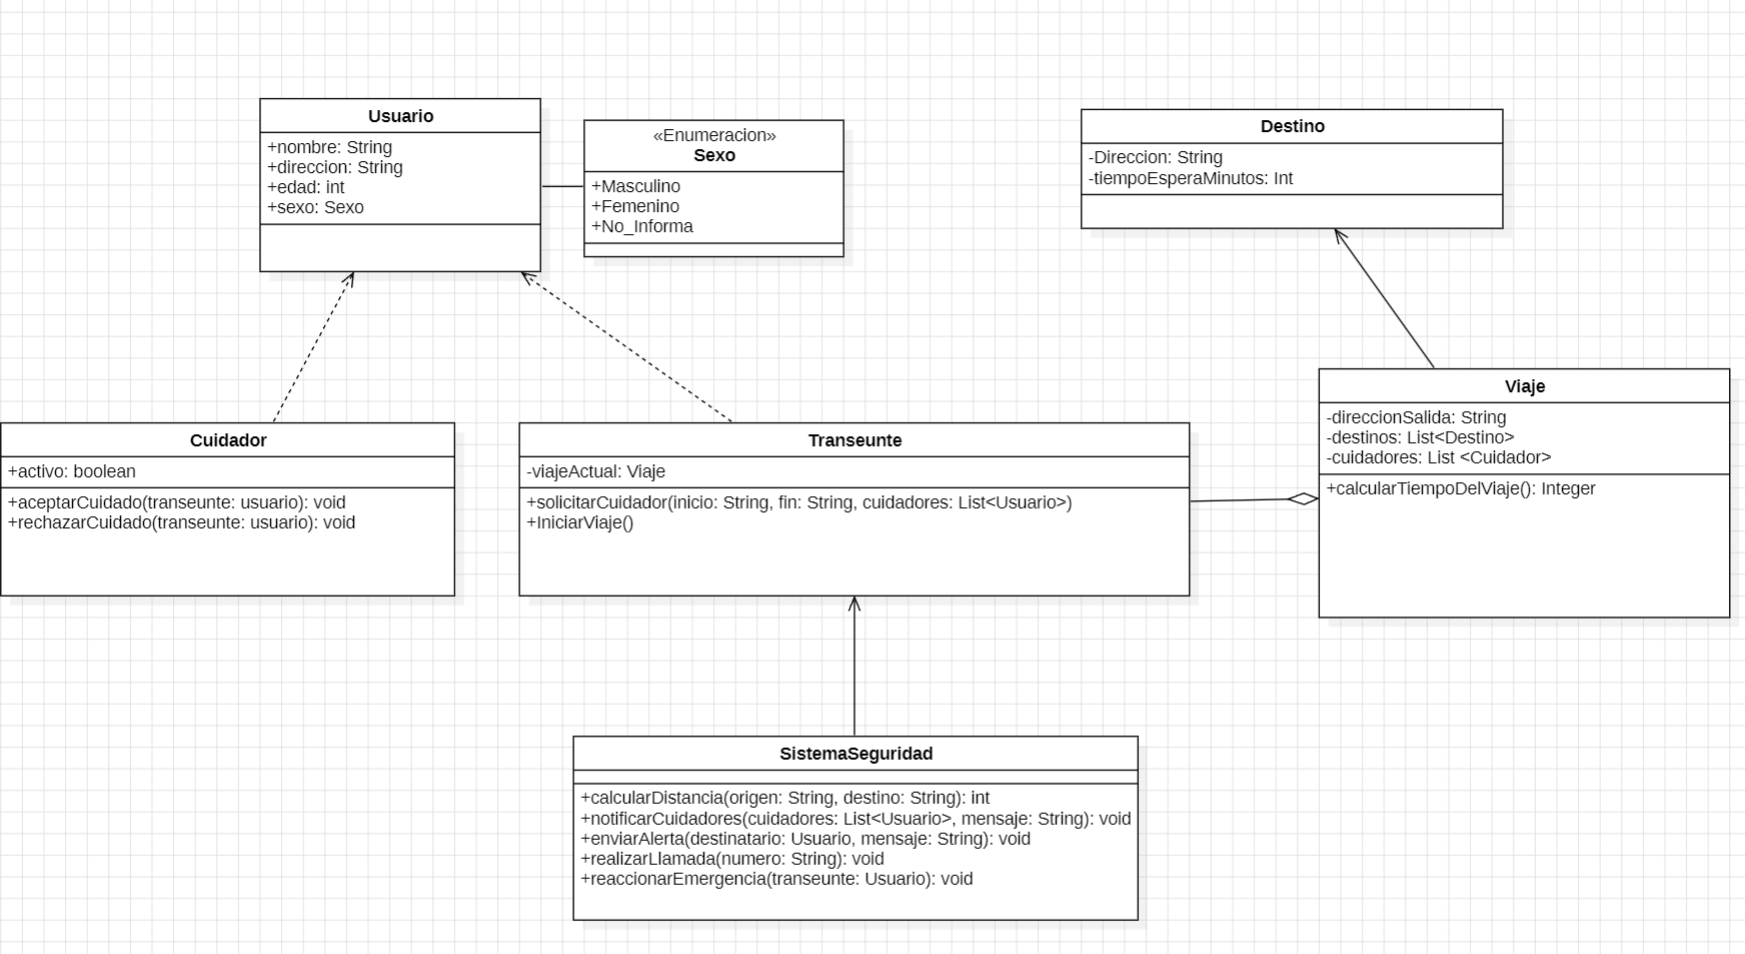 Usuario
+nombre: String
+direccion: String
+edad: int
+sexo: Sexo
«Enumeracion»
Sexo
+Masculino
+Femenino
+No_Informa
Destino
-Direccion: String
-tiempoEsperaMinutos: Int
Cuidador
+activo: boolean
+aceptarCuidado(transeunte: usuario): void
+rechazarCuidado(transeunte: usuario): void
Transeunte
-viajeActual: Viaje
+solicitarCuidador(inicio: String, fin: String, cuidadores: List<Usuario>)
+IniciarViaje()
Viaje
-direccionSalida: String
-destinos: List<Destino>
-cuidadores: List <Cuidador>
+calcularTiempoDelViaje(): Integer
SistemaSeguridad
+calcularDistancia(origen: String, destino: String): int
+notificarCuidadores(cuidadores: List<Usuario>, mensaje: String): void
+enviarAlerta(destinatario: Usuario, mensaje: String): void
+realizarLlamada(numero: String): void
+reaccionarEmergencia(transeunte: Usuario): void